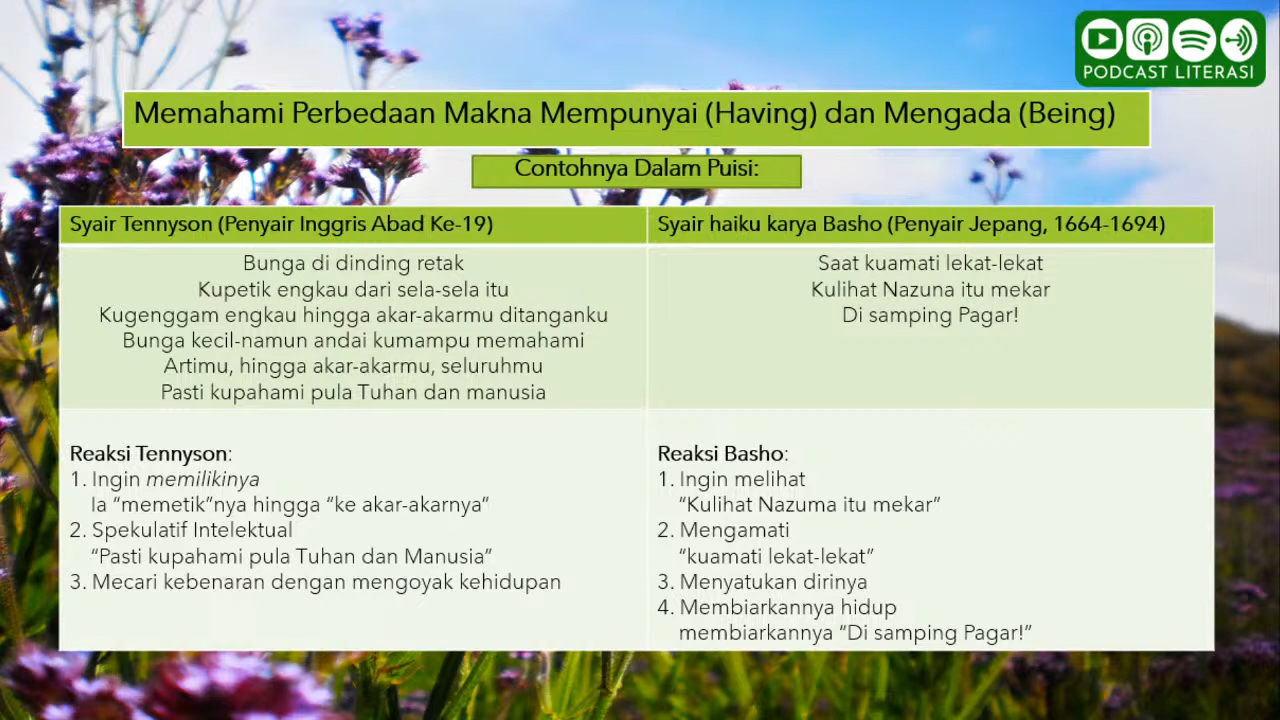 PODCAST LITERASI
Memahami Perbedaan Makna Mempunyai (Having) dan Mengada (Being)
Contohnya Dalam Puisi:
Syair Tennyson (Penyair Inggris Abad Ke-19)
Bunga di dinding retak
Kupetik engkau dari sela-sela itu
Kugenggam engkau hingga akar-akarmu ditanganku
Bunga kecil-namun andai kumampu memahami
Artimu, hingga akar-akarmu, seluruhmu
Pasti kupahami pula Tuhan dan manusia
Reaksi Tennyson:
1. Ingin memilikinya
Ia “memetik”nya hingga “ke akar-akarnya“
2. Spekulatif Intelektual
“Pasti kupahami pula Tuhan dan Manusia”
3. Mecari kebenaran dengan mengoyak kehidupan
Syair haiku karya Basho (Penyair Jepang, 1664-1694)
Saat kuamati lekat-lekat
Kulihat Nazuna itu mekar
Di samping Pagar!
Reaksi Basho:
1. Ingin melihat
“Kulihat Nazuma itu mekar”
2. Mengamati
“kuamati lekat-lekat”
3. Menyatukan dirinya
4. Membiarkannya hidup
membiarkannya “Di samping Pagar!”